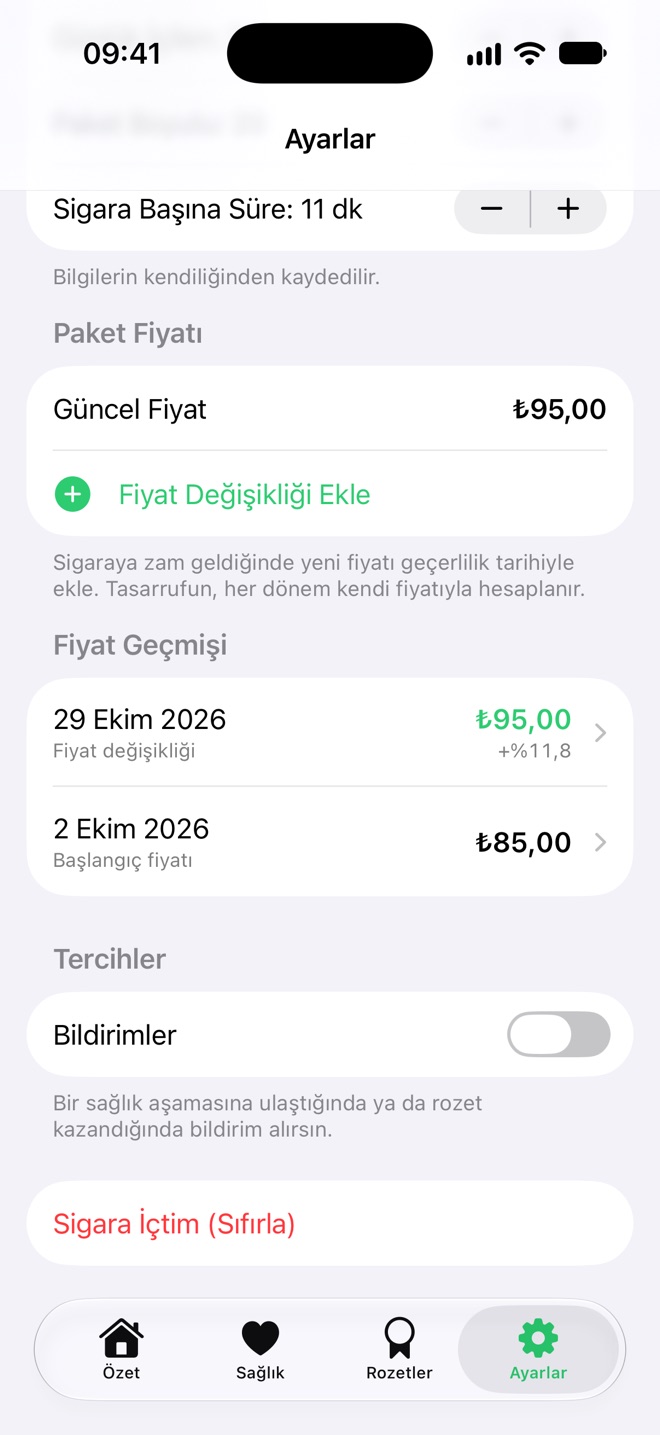 09:41
Ayarlar
Sigara Başına Süre: 11 dk
Bilgilerin kendiliğinden kaydedilir.
Paket Fiyatı
Güncel Fiyat
₺95,00
Fiyat Değişikliği Ekle
Sigaraya zam geldiğinde yeni fiyatı geçerlilik tarihiyle
ekle. Tasarrufun, her dönem kendi fiyatıyla hesaplanır.
Fiyat Geçmişi
29 Ekim 2026
₺95,00
Fiyat değişikliği
+%11,8
2 Ekim 2026
₺85,00
Başlangıç fiyatı
Tercihler
Bildirimler
Bir sağlık aşamasına ulaştığında ya da rozet
kazandığında bildirim alırsın.
Sigara İçtim (Sıfırla)
Özet
Sağlık
Rozetler
Ayarlar